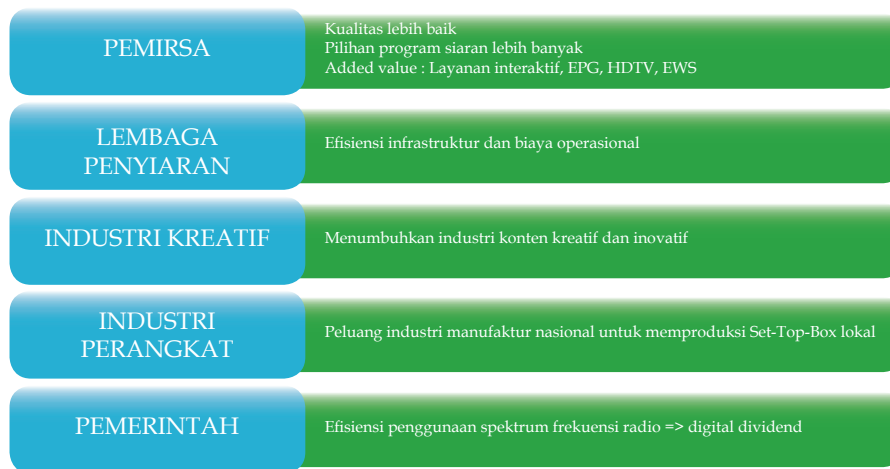 PEMIRSA
Kualitas lebih baik
Pilihan program siaran lebih banyak
Added value : Layanan interaktif, EPG, HDTV, EWS
LEMBAGA
PENYIARAN
Efisiensi infrastruktur dan biaya operasional
INDUSTRI KREATIF
Menumbuhkan industri konten kreatif dan inovatif
INDUSTRI
PERANGKAT
Peluang industri manufaktur nasional untuk memproduksi Set-Top-Box lokal
PEMERINTAH
Efisiensi penggunaan spektrum frekuensi radio => digital dividend